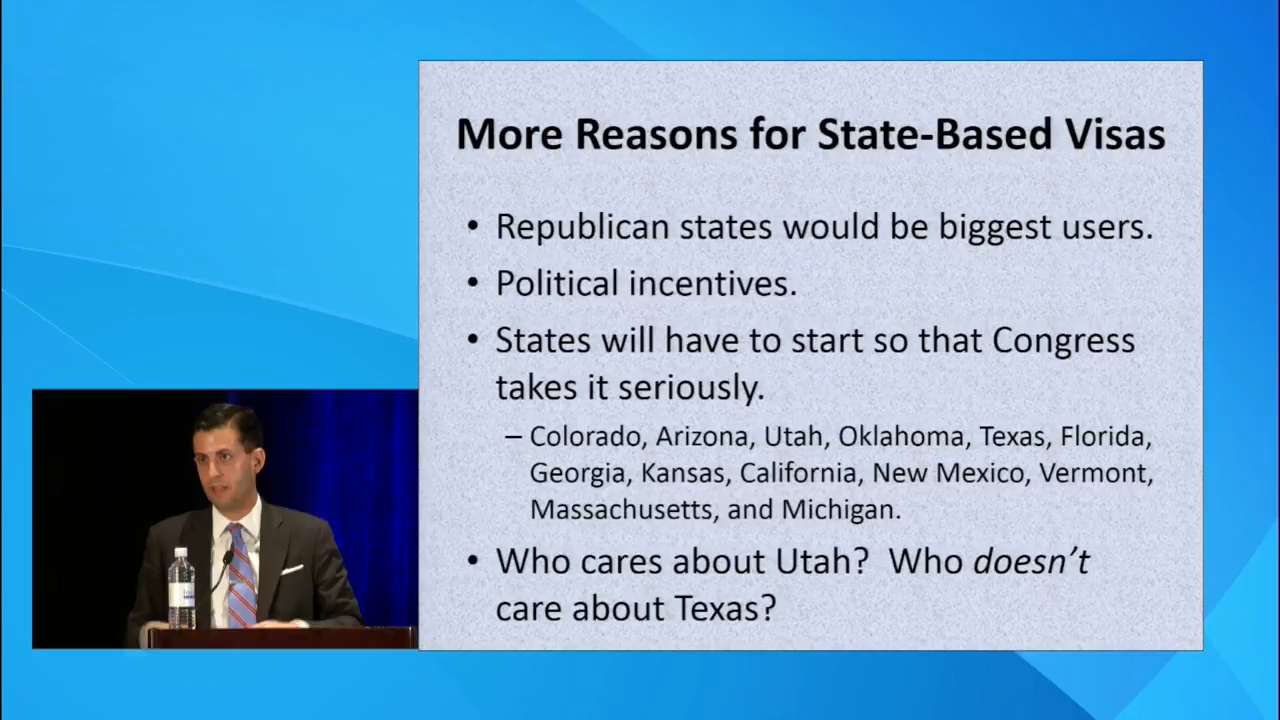 More Reasons for State-Based Visas
• Republican states would be biggest users.
• Political incentives.
• States will have to start so that Congress
takes it seriously.
– Colorado, Arizona, Utah, Oklahoma, Texas, Florida,
Georgia, Kansas, California, New Mexico, Vermont,
Massachusetts, and Michigan.
• Who cares about Utah?  Who doesn't
care about Texas?